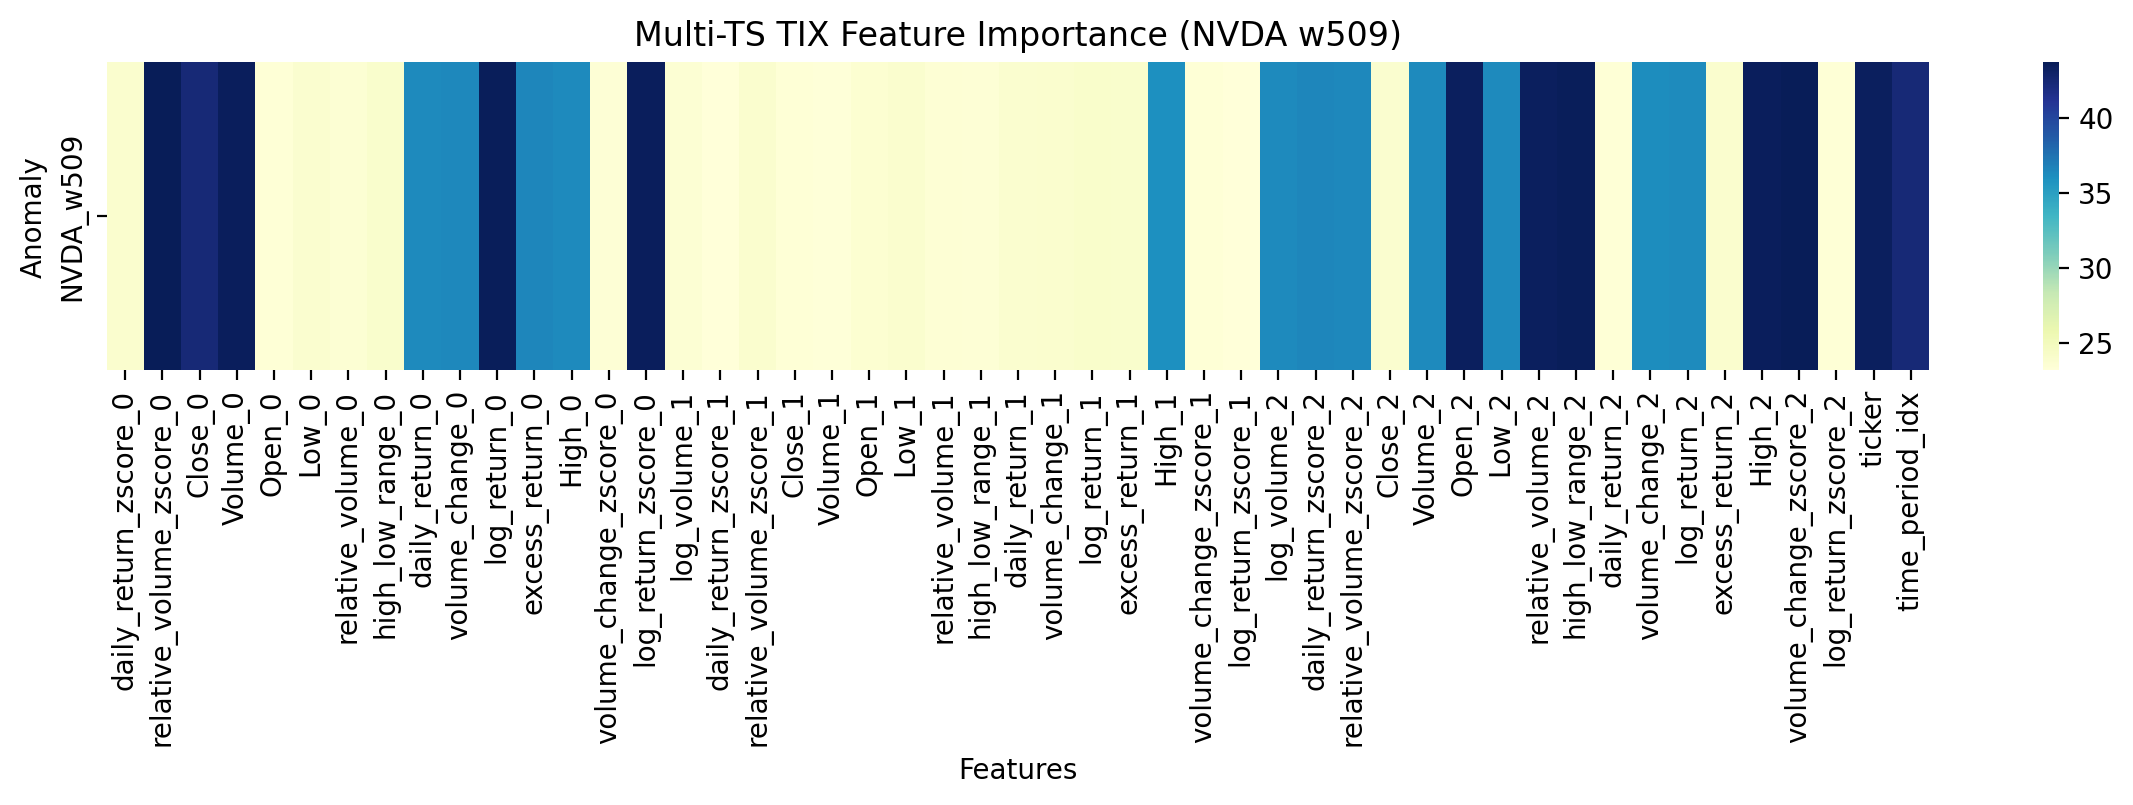 Multi-TS TIX Feature Importance (NVDA w509)
Anomaly
NVDA_w509
40
35
30
25
daily_return_zscore_0
relative_volume_zscore_0
Close_0
Volume_0
Open_0
Low_0
relative_volume_0
high_low_range_0
daily_return_0
volume_change_0
log_return_0
excess_return_0
High_0
volume_change_zscore_0
log_return_zscore_0
log_volume_1
daily_return_zscore_1
relative_volume_zscore_1
Close_1
Volume_1
Open_1
Low_1
relative_volume_1
high_low_range_1
daily_return_1
volume_change_1
log_return_1
excess_return_1
High_1
volume_change_zscore_1
log_return_zscore_1
log_volume_2
daily_return_zscore_2
relative_volume_zscore_2
Close_2
Volume_2
Open_2
Low_2
relative_volume_2
high_low_range_2
daily_return_2
volume_change_2
log_return_2
excess_return_2
High_2
volume_change_zscore_2
log_return_zscore_2
ticker
time_period_idx
Features